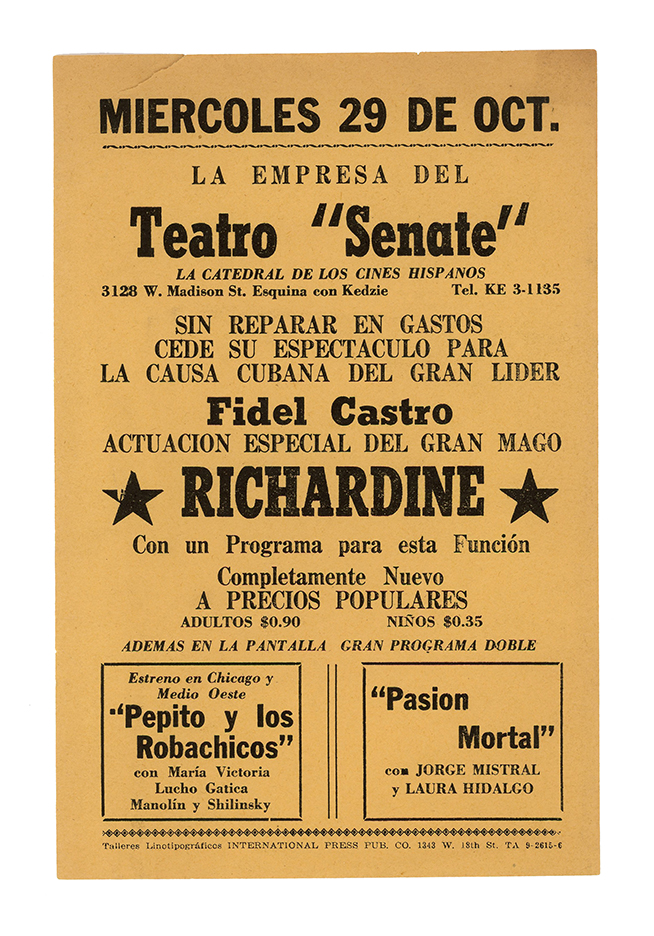 MIERCOLES 29 DE OCT.
LA EMPRESA DEL
Teatro "Senate"
LA CATEDRAL DE LOS CINES HISPANOS
3128 W. Madison St. Esquina con Kedzie Tel. KE 3-1135
SIN REPARAR EN GASTOS
CEDE SU ESPECTACULO PARA
LA CAUSA CUBANA DEL GRAN LIDER
Fidel Castro
ACTUACION ESPECIAL DEL GRAN MAGO
RICHARDINE
Con un Programa para esta Función
Completamente Nuevo
A PRECIOS POPULARES
ADULTOS $0.90 NIÑOS $0.35
ADEMAS EN LA PANTALLA GRAN PROGRAMA DOBLE
Estreno en Chicago y
Medio Oeste
"Pepito y los
Robachicos"
con María Victoria
Lucho Gatica
Manolín y Shilinsky
"Pasion
Mortal"
con JORGE MISTRAL
y LAURA HIDALGO
Talleres Linotipográficos INTERNATIONAL PRESS PUB. CO. 1343 W. 18th St. TA 9-2615-6